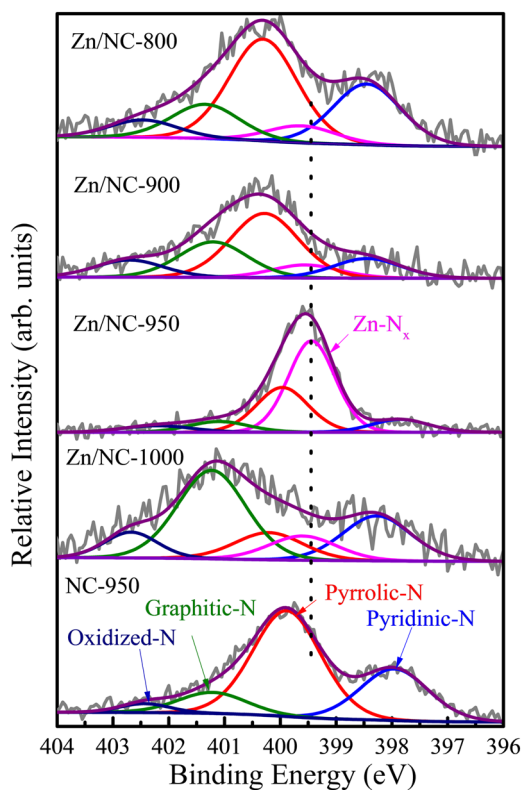 Zn/NC-800
Zn/NC-900
Zn/NC-950
Zn-Nₓ
Zn/NC-1000
NC-950
Graphitic-N
Pyrrolic-N
Oxidized-N
Pyridinic-N
404 403 402 401 400 399 398 397 396
Binding Energy (eV)
Relative Intensity (arb. units)